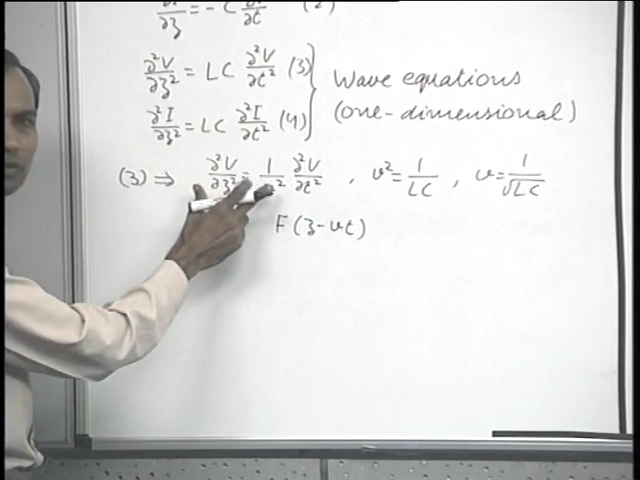 ∂z = - C ∂t (2)
∂²V/∂z² = LC ∂²V/∂t² (3)
∂²I/∂z² = LC ∂²I/∂t² (4)
} Wave equations
(one-dimensional)
(3) ⇒ ∂²V/∂z² = 1/v² ∂²V/∂t² , v² = 1/LC , v = 1/√LC
F(z-vt)